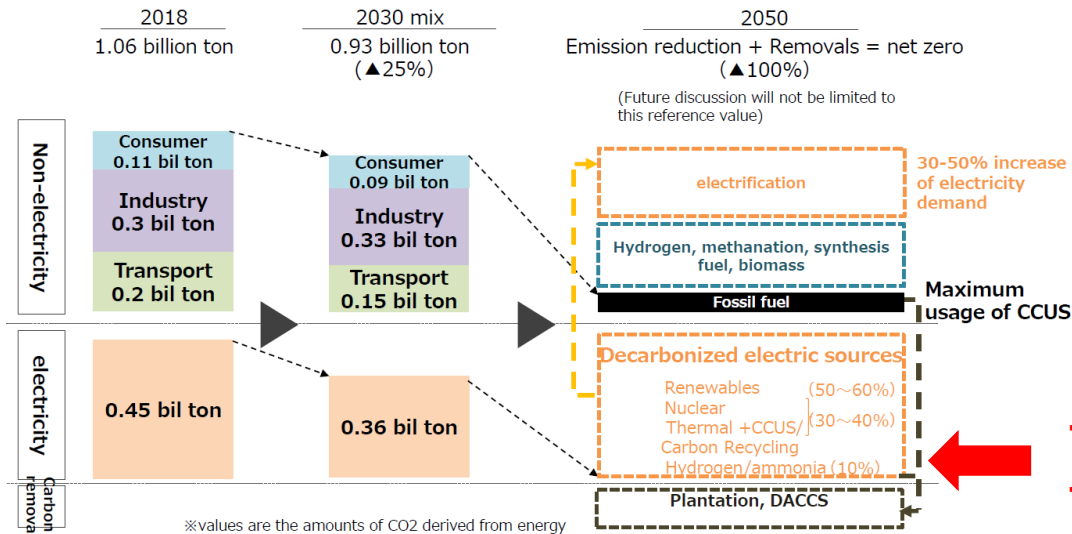 2018
1.06 billion ton
2030 mix
0.93 billion ton
(▲25%)
2050
Emission reduction + Removals = net zero
(▲100%)
(Future discussion will not be limited to
this reference value)
Non-electricity
Consumer
0.11 bil ton
Industry
0.3 bil ton
Transport
0.2 bil ton
Consumer
0.09 bil ton
Industry
0.33 bil ton
Transport
0.15 bil ton
electrification
30-50% increase
of electricity
demand
Hydrogen, methanation, synthesis
fuel, biomass
Fossil fuel
Maximum
usage of CCUS
electricity
0.45 bil ton
0.36 bil ton
Decarbonized electric sources
Renewables (50～60%)
Nuclear
Thermal +CCUS/ (30～40%)
Carbon Recycling
Hydrogen/ammonia (10%)
Carbon
remova
Plantation, DACCS
※values are the amounts of CO2 derived from energy